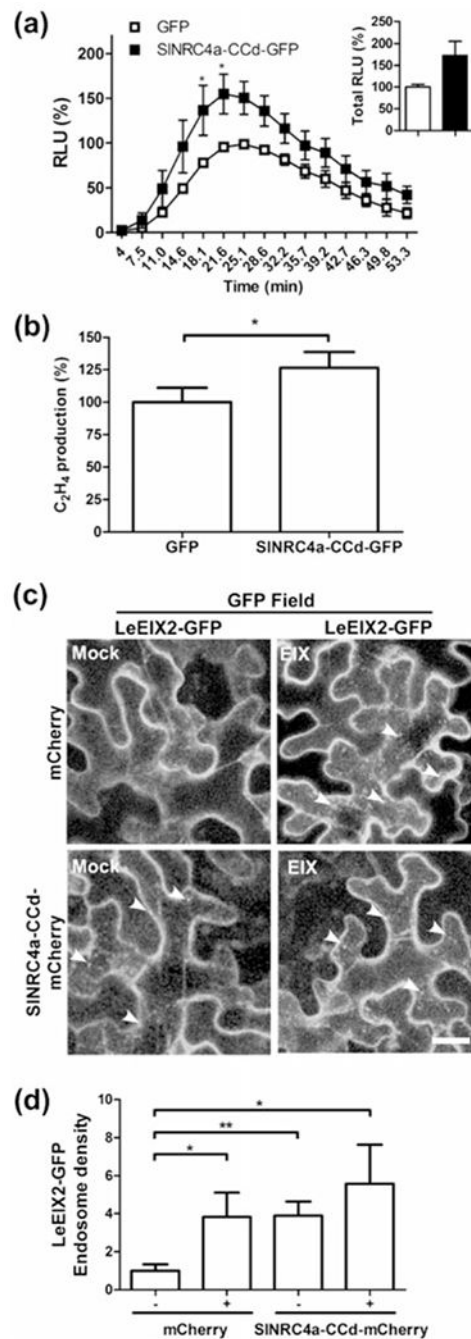 (a)
GFP
SlNRC4a-CCd-GFP
RLU (%)
200
150
100
50
0
4
7.5
11.0
14.6
18.1
21.6
25.1
28.6
32.2
35.7
39.2
42.7
46.3
49.8
53.3
Time (min)
*
*
Total RLU (%)
200
150
100
50
0
(b)
C2H4 production (%)
150
125
100
75
50
25
0
*
GFP
SlNRC4a-CCd-GFP
(c)
GFP Field
LeEIX2-GFP
LeEIX2-GFP
mCherry
Mock
EIX
SlNRC4a-CCd-
mCherry
Mock
EIX
(d)
LeEIX2-GFP
Endosome density
10
8
6
4
2
0
*
**
*
-
+
-
+
mCherry
SlNRC4a-CCd-mCherry